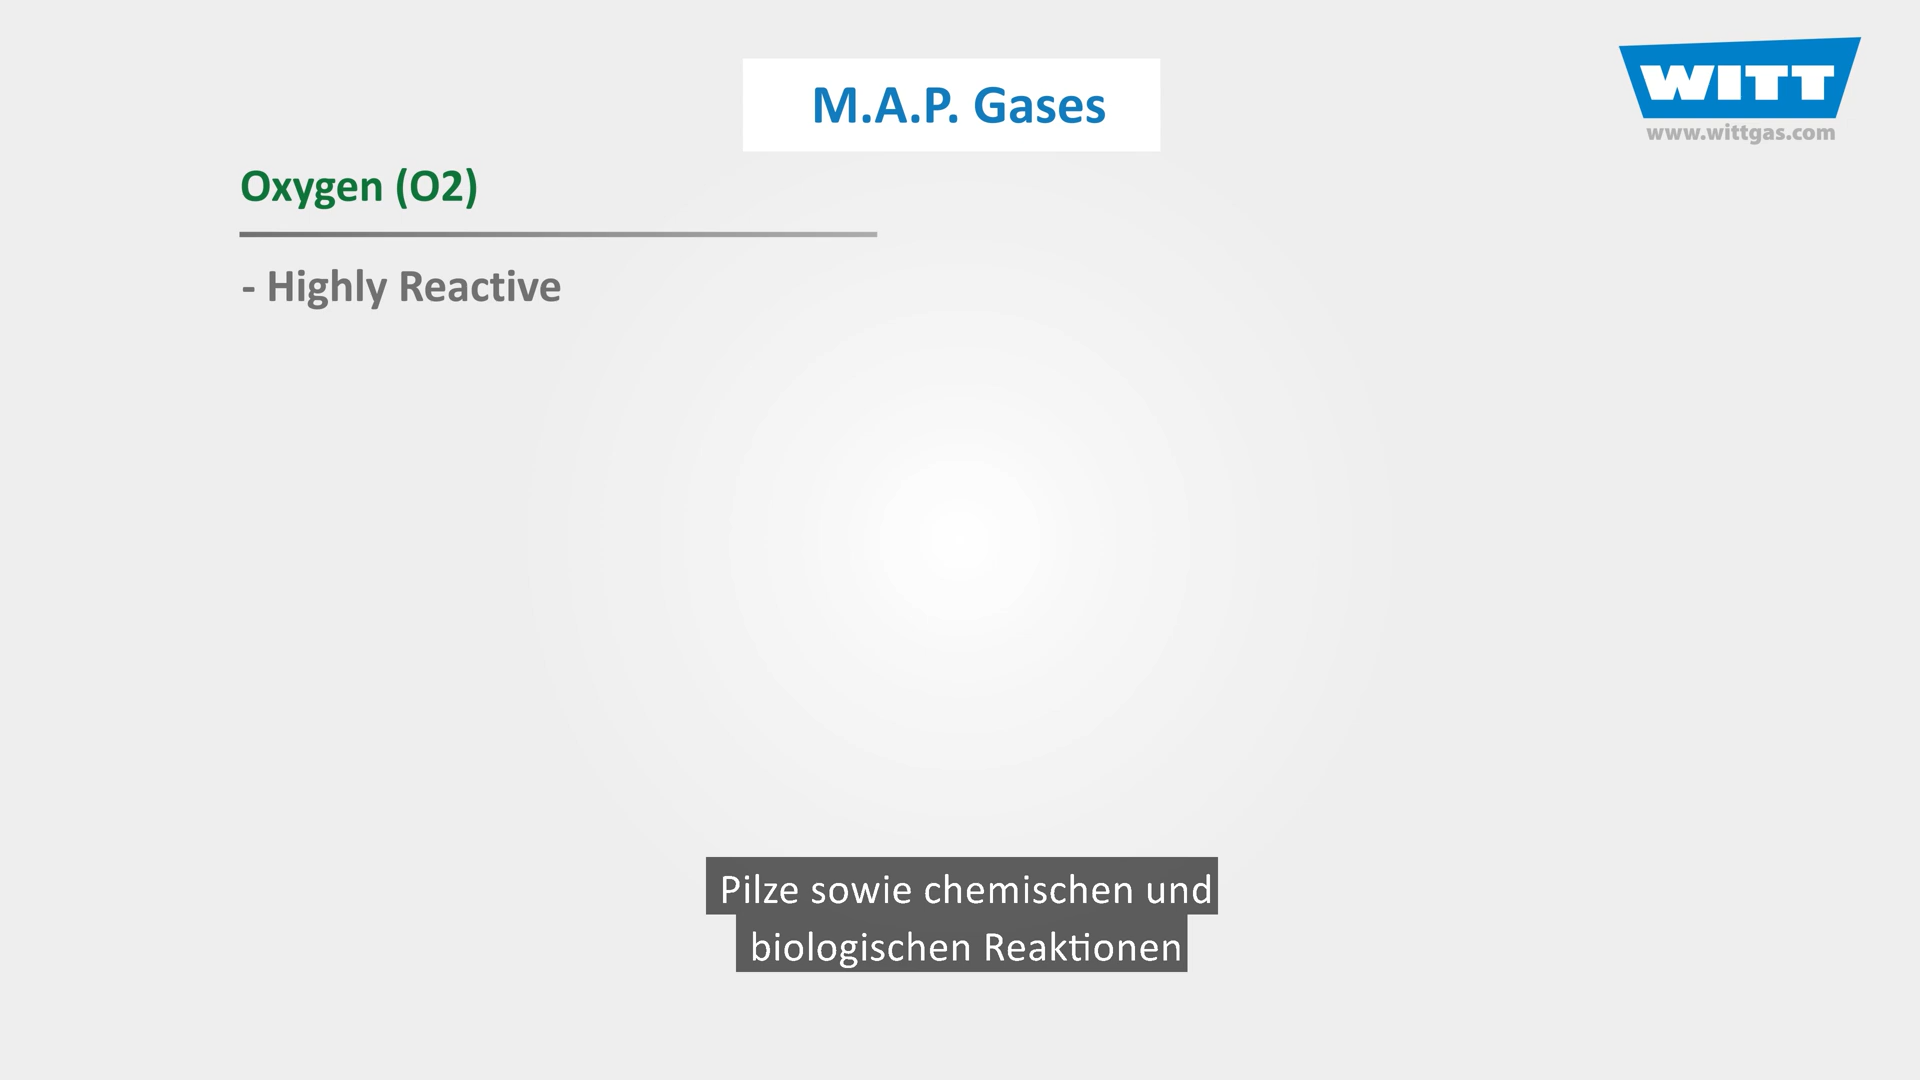 M.A.P. Gases
WITT
www.wittgas.com
Oxygen (O2)
- Highly Reactive
Pilze sowie chemischen und
biologischen Reaktionen